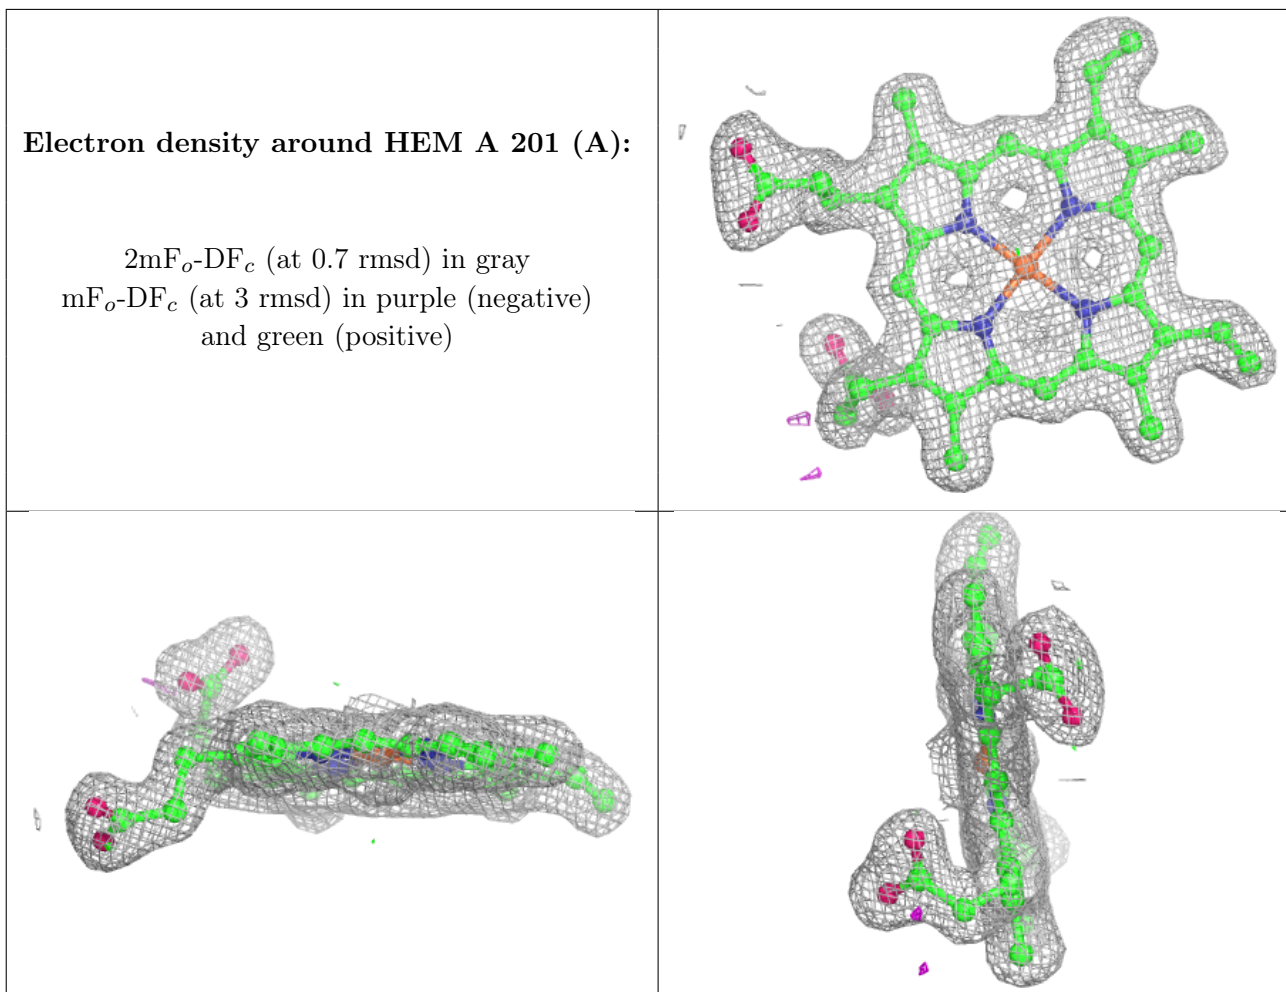 Electron density around HEM A 201 (A):
2mFo-DFc (at 0.7 rmsd) in gray
mFo-DFc (at 3 rmsd) in purple (negative)
and green (positive)